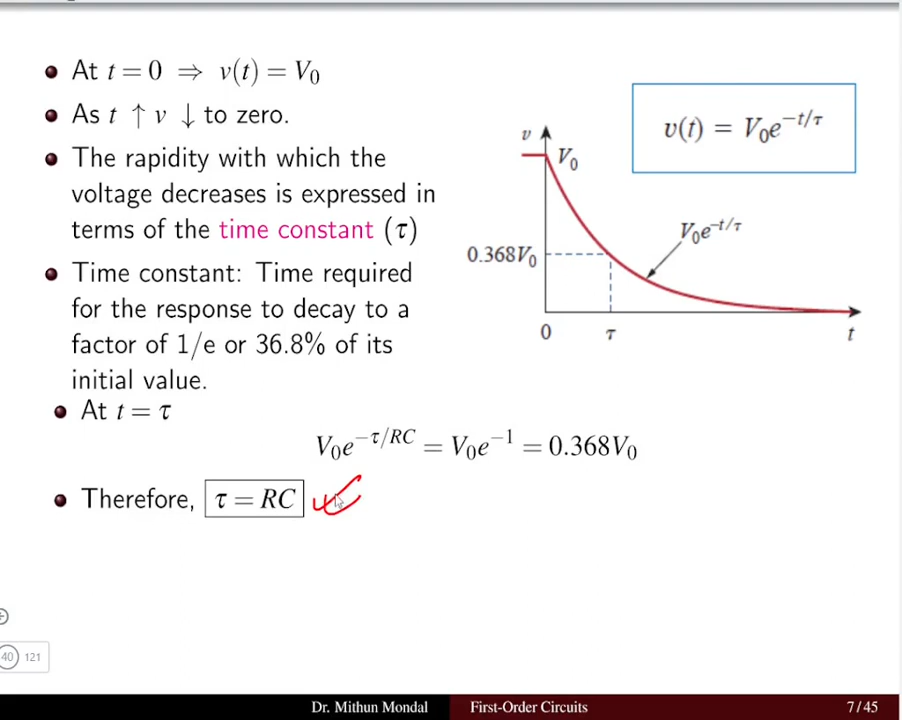 At t = 0 ⇒ v(t) = V₀
As t ↑ v ↓ to zero.
The rapidity with which the
voltage decreases is expressed in
terms of the time constant (τ)
Time constant: Time required
for the response to decay to a
factor of 1/e or 36.8% of its
initial value.
v(t) = V₀e^−t/τ
v
V₀
V₀e^−t/τ
0.368V₀
0
τ
t
At t = τ
V₀e^−τ/RC = V₀e^−1 = 0.368V₀
Therefore, τ = RC
40 121
Dr. Mithun Mondal First-Order Circuits 7/45